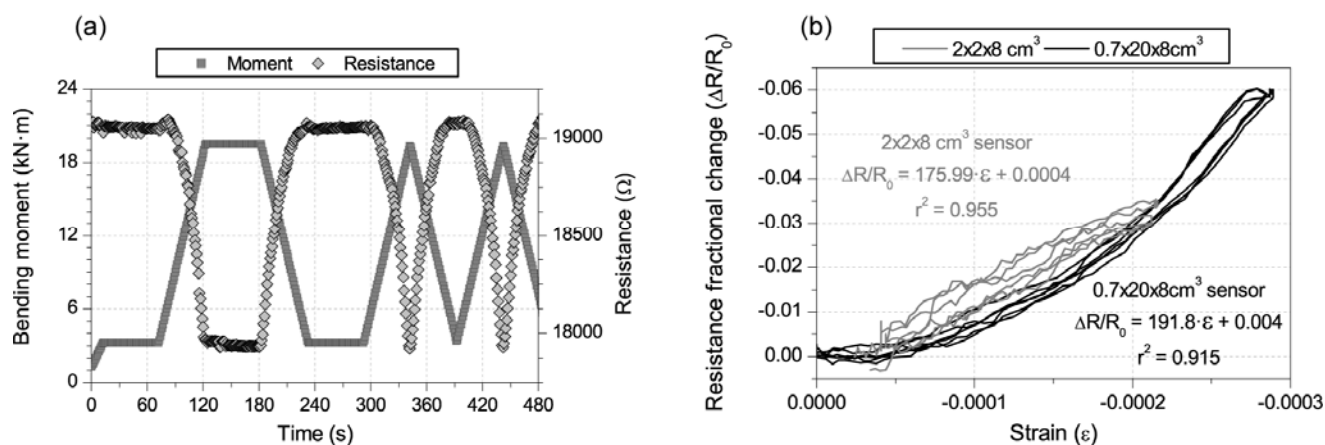 (a)
Moment Resistance
24
18
12
6
0
Bending moment (kN·m)
19000
18500
18000
Resistance (Ω)
0 60 120 180 240 300 360 420 480
Time (s)
(b)
2x2x8 cm³ 0.7x20x8cm³
-0.06
-0.05
-0.04
-0.03
-0.02
-0.01
0.00
Resistance fractional change (ΔR/R₀)
2x2x8 cm³ sensor
ΔR/R₀ = 175.99·ε + 0.0004
r² = 0.955
0.7x20x8cm³ sensor
ΔR/R₀ = 191.8·ε + 0.004
r² = 0.915
0.0000 -0.0001 -0.0002 -0.0003
Strain (ε)